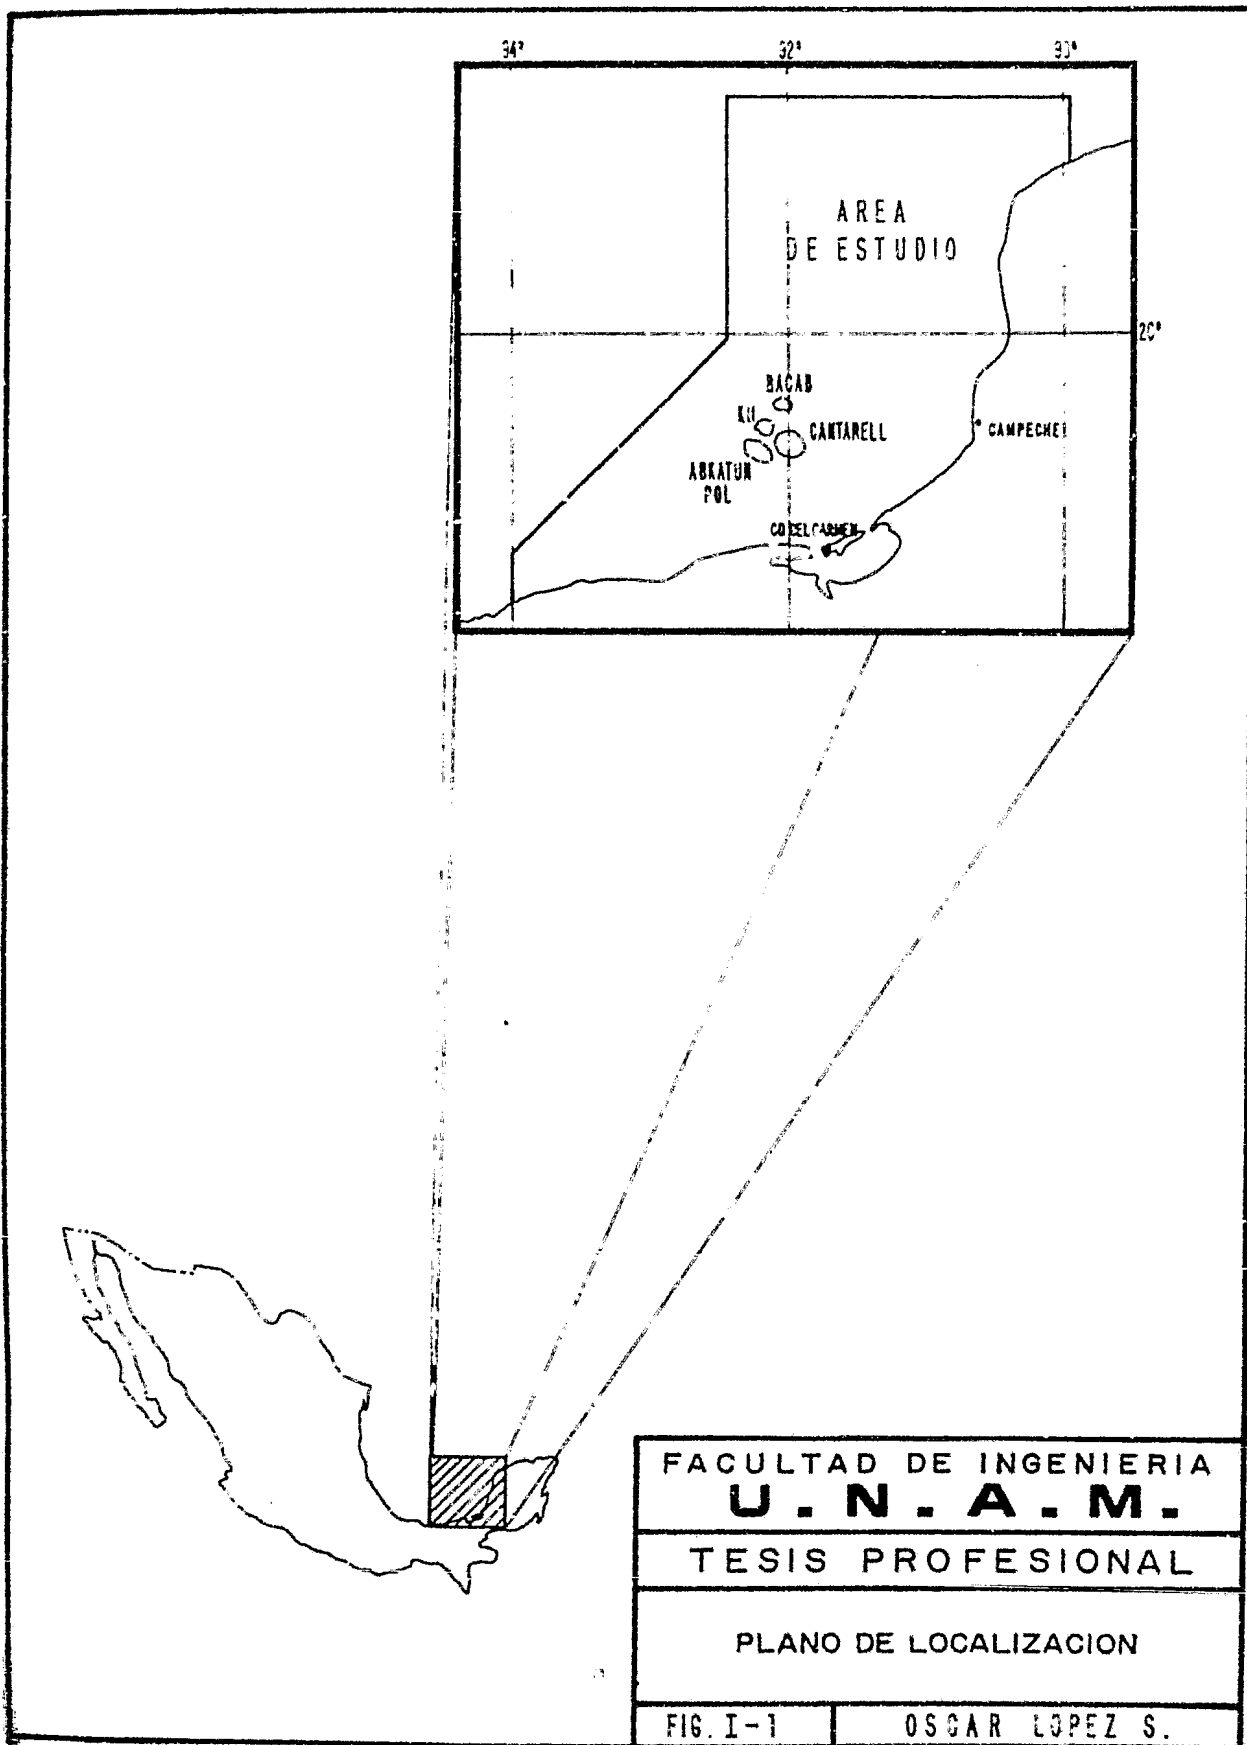 94°
92°
90°
AREA
DE ESTUDIO
20°
BACAB
KU
CANTARELL
CAMPECHE
ABKATUN
POL
CD DEL CARMEN
FACULTAD DE INGENIERIA
U.N.A.M.
TESIS PROFESIONAL
PLANO DE LOCALIZACION
FIG. I-1
OSCAR LOPEZ S.